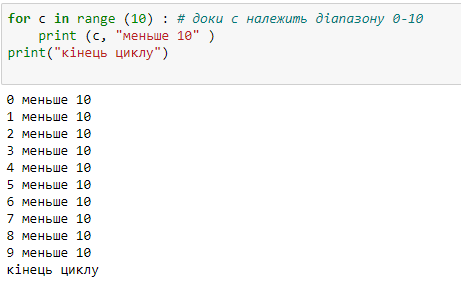 for c in range (10) : # доки c належить діапазону 0-10
    print (c, "меньше 10" )
print("кінець циклу")
0 меньше 10
1 меньше 10
2 меньше 10
3 меньше 10
4 меньше 10
5 меньше 10
6 меньше 10
7 меньше 10
8 меньше 10
9 меньше 10
кінець циклу